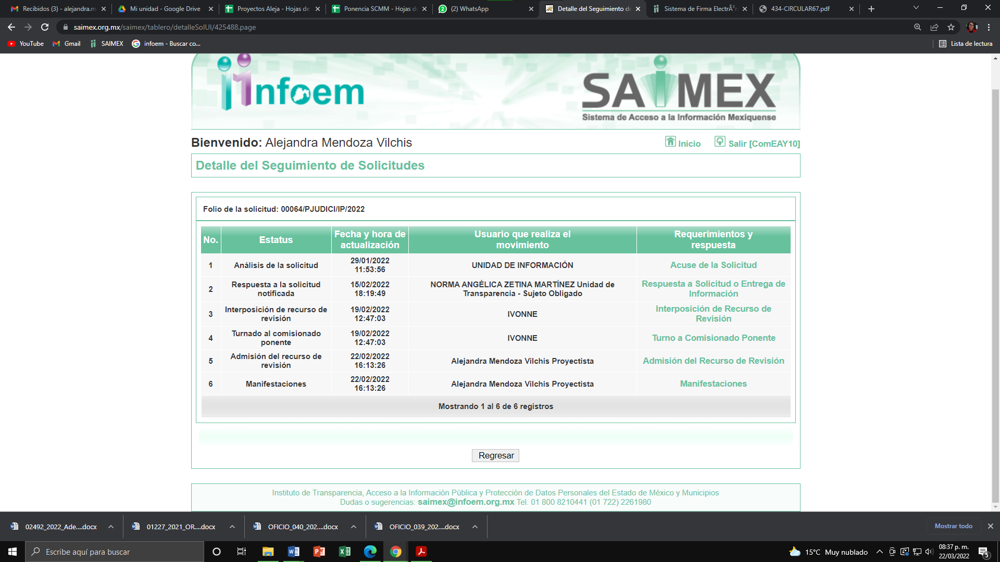 Recibidos (3) - alejandra.m
Mi unidad - Google Drive
Proyectos Aleja - Hojas de
Ponencia SCMM - Hojas d
(2) WhatsApp
Detalle del Seguimiento de
Sistema de Firma ElectrÃ³n
434-CIRCULAR67.pdf
saimex.org.mx/saimex/tablero/detalleSolUI/425488.page
YouTube
Gmail
SAIMEX
infoem - Buscar co...
Lista de lectura
infoem
SAIMEX
Sistema de Acceso a la Información Mexiquense
Bienvenido: Alejandra Mendoza Vilchis
Inicio
Salir [ComEAY10]
Detalle del Seguimiento de Solicitudes
Folio de la solicitud: 00064/PJUDICI/IP/2022
No.
Estatus
Fecha y hora de
actualización
Usuario que realiza el
movimiento
Requerimientos y
respuesta
1
Análisis de la solicitud
29/01/2022
11:53:56
UNIDAD DE INFORMACIÓN
Acuse de la Solicitud
2
Respuesta a la solicitud
notificada
15/02/2022
18:19:49
NORMA ANGÉLICA ZETINA MARTÍNEZ Unidad de
Transparencia - Sujeto Obligado
Respuesta a Solicitud o Entrega de
Información
3
Interposición de recurso de
revisión
19/02/2022
12:47:03
IVONNE
Interposición de Recurso de
Revisión
4
Turnado al comisionado
ponente
19/02/2022
12:47:03
IVONNE
Turno a Comisionado Ponente
5
Admisión del recurso de
revisión
22/02/2022
16:13:26
Alejandra Mendoza Vilchis Proyectista
Admisión del Recurso de Revisión
6
Manifestaciones
22/02/2022
16:13:26
Alejandra Mendoza Vilchis Proyectista
Manifestaciones
Mostrando 1 al 6 de 6 registros
Regresar
Instituto de Transparencia, Acceso a la Información Pública y Protección de Datos Personales del Estado de México y Municipios
Dudas o sugerencias: saimex@infoem.org.mx Tel. 01 800 8210441 (01 722) 2261980
02492_2022_Ade....docx
01227_2021_OR....docx
OFICIO_040_202....docx
OFICIO_039_202....docx
Mostrar todo
Escribe aquí para buscar
15°C Muy nublado
08:37 p. m.
22/03/2022
5